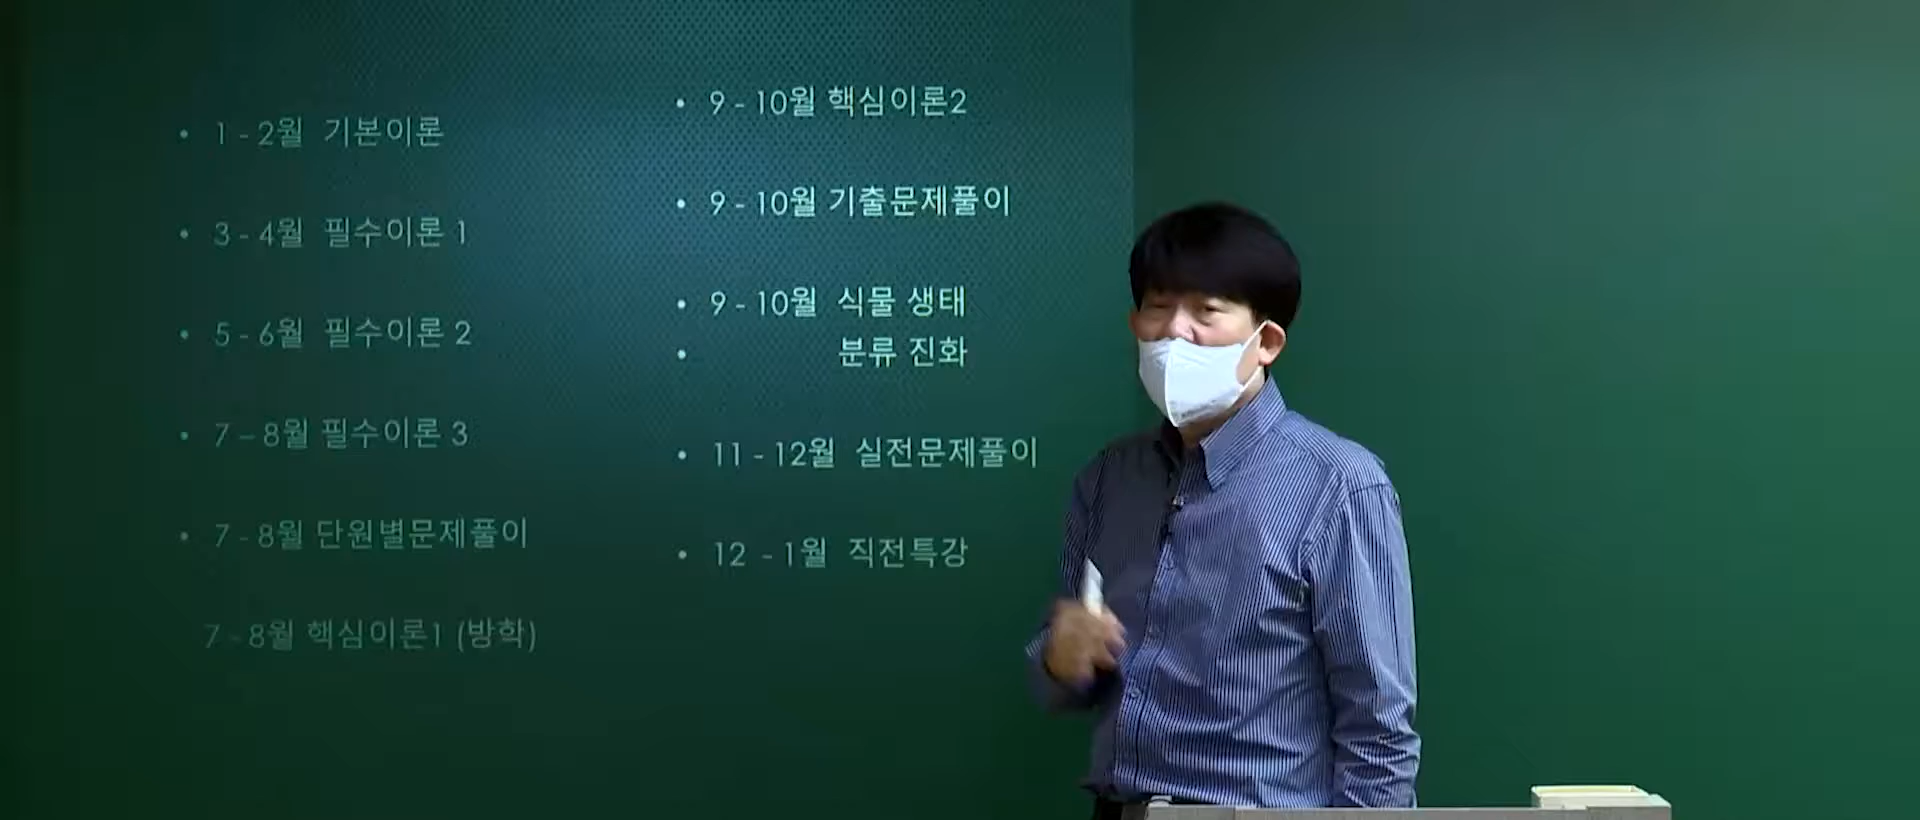 • 1 - 2월 기본이론
• 3 - 4월 필수이론 1
• 5 - 6월 필수이론 2
• 7 – 8월 필수이론 3
• 7 - 8월 단원별문제풀이
7 - 8월 핵심이론1 (방학)
• 9 - 10월 핵심이론2
• 9 - 10월 기출문제풀이
• 9 - 10월 식물 생태
• 분류 진화
• 11 - 12월 실전문제풀이
• 12 - 1월 직전특강